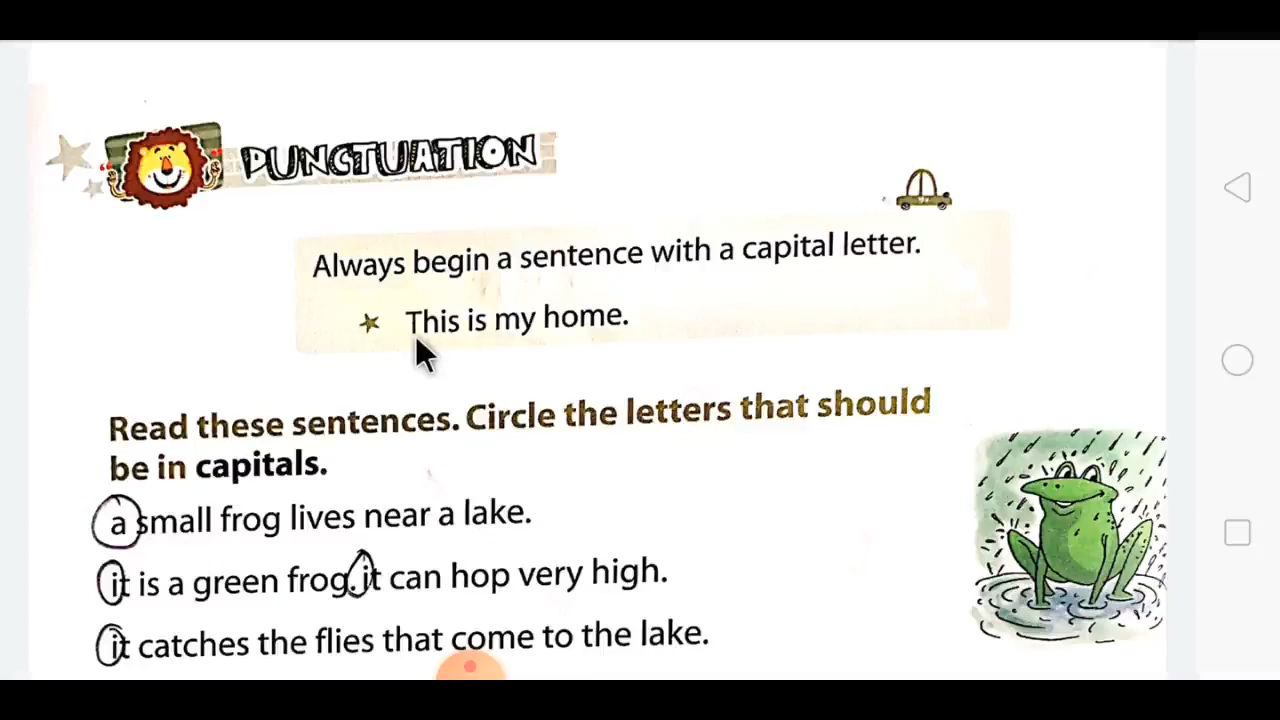 PUNCTUATION
Always begin a sentence with a capital letter.
This is my home.
Read these sentences. Circle the letters that should
be in capitals.
a small frog lives near a lake.
it is a green frog. it can hop very high.
it catches the flies that come to the lake.